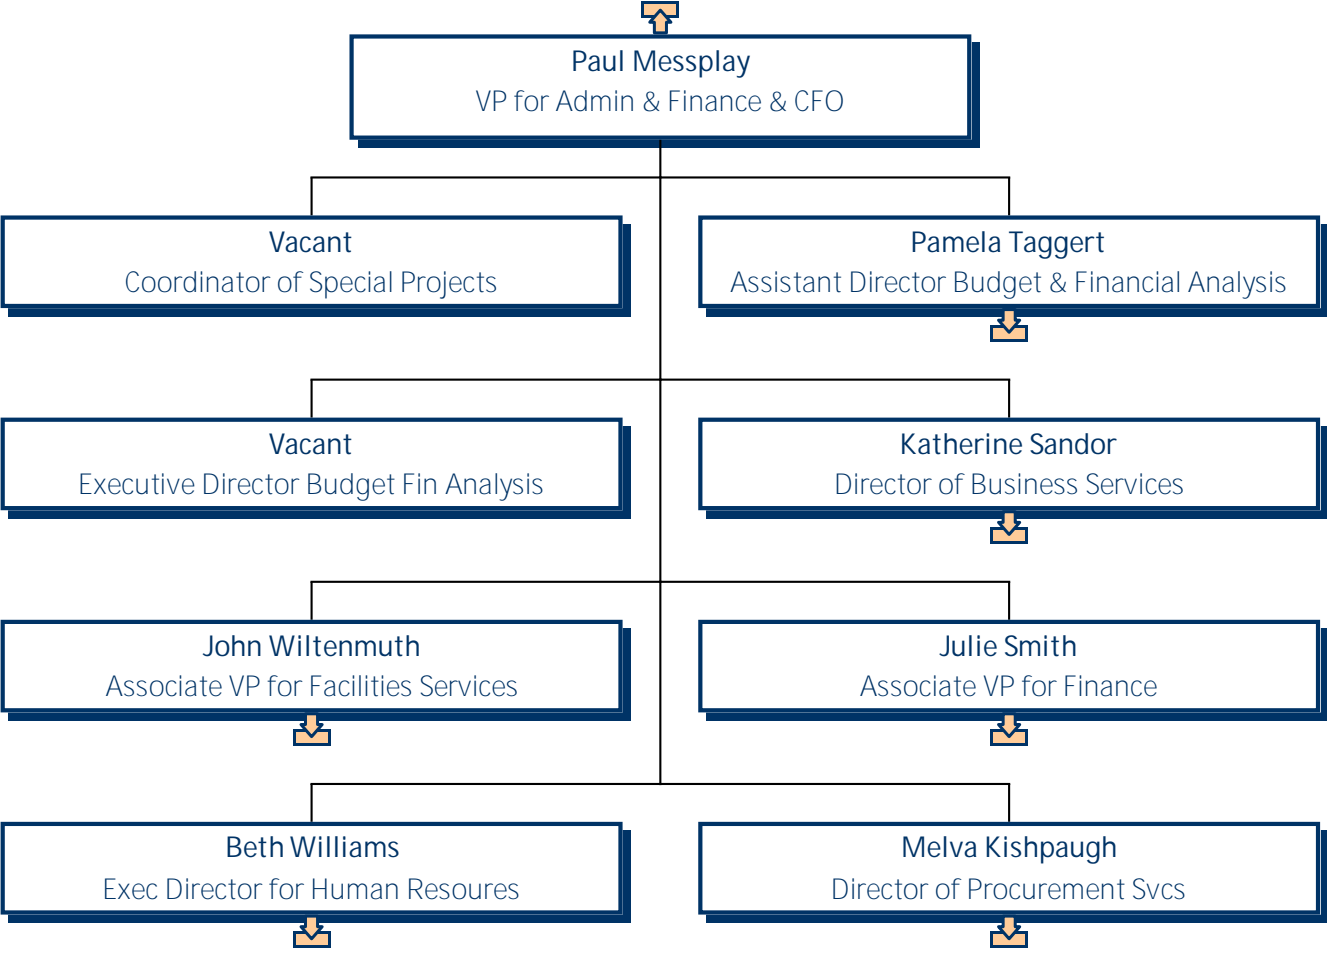 Paul Messplay
VP for Admin & Finance & CFO
Vacant
Coordinator of Special Projects
Pamela Taggert
Assistant Director Budget & Financial Analysis
Vacant
Executive Director Budget Fin Analysis
Katherine Sandor
Director of Business Services
John Wiltenmuth
Associate VP for Facilities Services
Julie Smith
Associate VP for Finance
Beth Williams
Exec Director for Human Resoures
Melva Kishpaugh
Director of Procurement Svcs